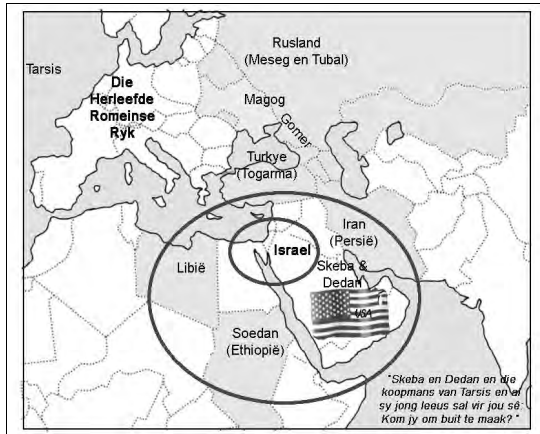 Rusland
(Meseg en Tubal)
Tarsis
Die
Herleefde
Romeinse
Ryk
Magog
Gomer
Turkye
(Togarma)
Iran
(Persië)
Israel
Libië
Skeba &
Dedan
USA
Soedan
(Ethiopië)
"Skeba en Dedan en die
koopmans van Tarsis en al
sy jong leeus sal vir jou sê:
Kom jy om buit te maak? "